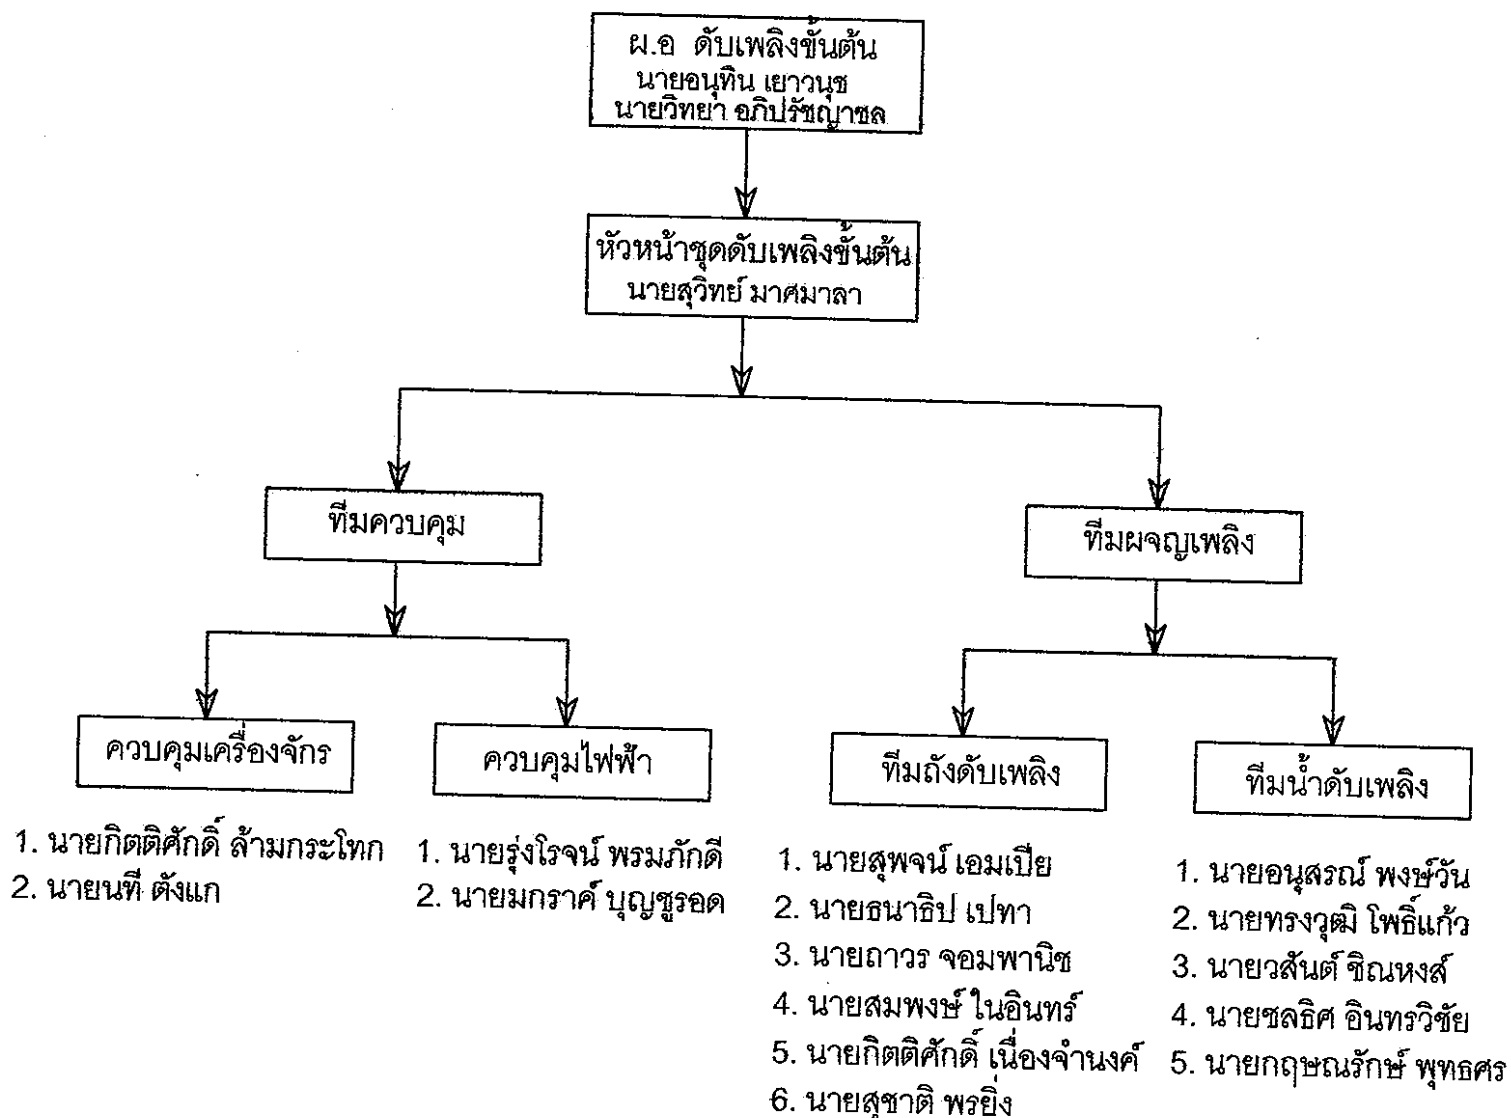 ผ.อ ดับเพลิงขั้นต้น
นายอนุทิน เยาวนุช
นายวิทยา อภิปรัชญาชล
หัวหน้าชุดดับเพลิงขั้นต้น
นายสุวิทย์ มาศมาลา
ทีมควบคุม
ทีมผจญเพลิง
ควบคุมเครื่องจักร
ควบคุมไฟฟ้า
ทีมถังดับเพลิง
ทีมน้ำดับเพลิง
1. นายกิตติศักดิ์ ล้ามกระโทก
2. นายนที ตังแก
1. นายรุ่งโรจน์ พรมภักดี
2. นายมกราค์ บุญชูรอด
1. นายสุพจน์ เอมเปีย
2. นายธนาธิป เปทา
3. นายถาวร จอมพานิช
4. นายสมพงษ์ ในอินทร์
5. นายกิตติศักดิ์ เนื่องจำนงค์
6. นายสุชาติ พรยิ่ง
1. นายอนุสรณ์ พงษ์วัน
2. นายทรงวุฒิ โพธิ์แก้ว
3. นายวสันต์ ชิณหงส์
4. นายชลธิศ อินทรวิชัย
5. นายกฤษณรักษ์ พุทธศร